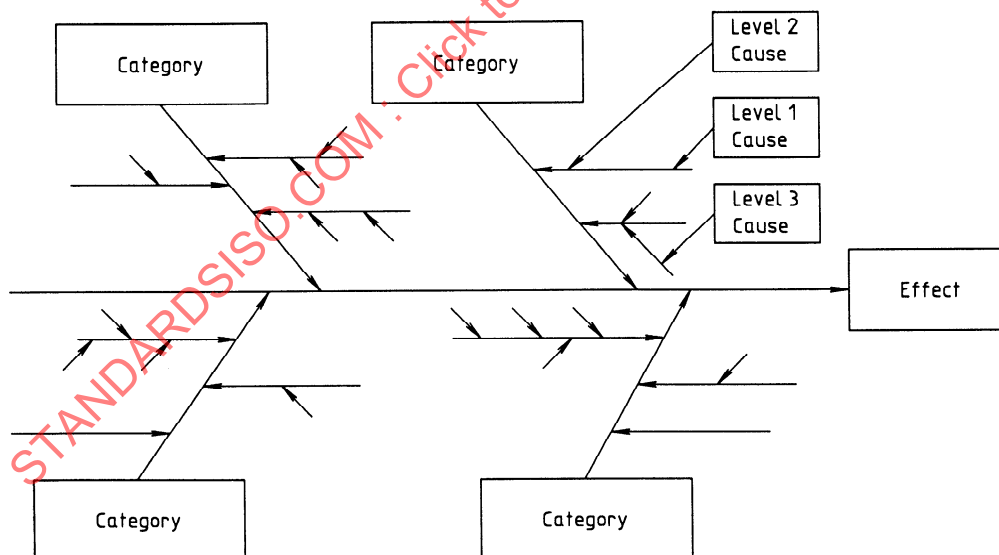 Category
Category
Level 2
Cause
Level 1
Cause
Level 3
Cause
Effect
Category
Category
STANDARDSISO.COM : Click to